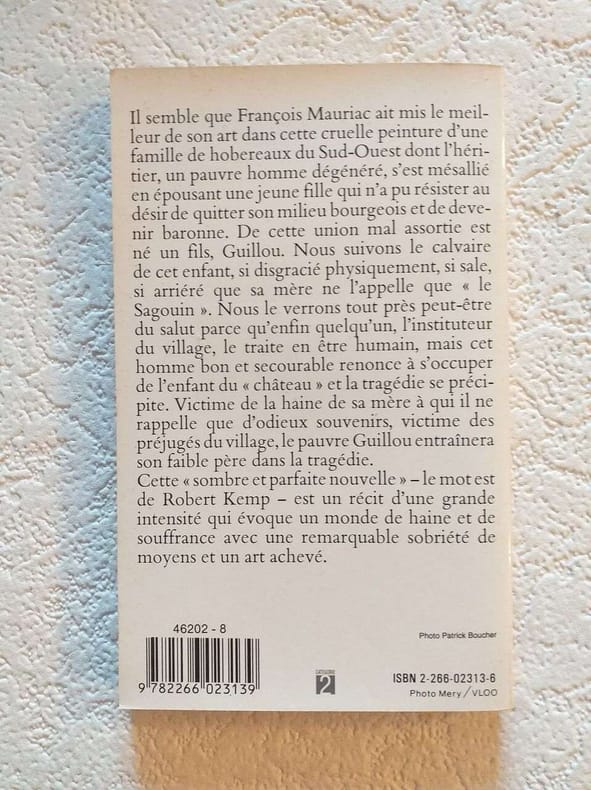 Il semble que François Mauriac ait mis le meil-
leur de son art dans cette cruelle peinture d'une
famille de hobereaux du Sud-Ouest dont l'héri-
tier, un pauvre homme dégénéré, s'est mésallié
en épousant une jeune fille qui n'a pu résister au
désir de quitter son milieu bourgeois et de deve-
nir baronne. De cette union mal assortie est
né un fils, Guillou. Nous suivons le calvaire
de cet enfant, si disgracié physiquement, si sale,
si arriéré que sa mère ne l'appelle que « le
Sagouin ». Nous le verrons tout près peut-être
du salut parce qu'enfin quelqu'un, l'instituteur
du village, le traite en être humain, mais cet
homme bon et secourable renonce à s'occuper
de l'enfant du « château » et la tragédie se préci-
pite. Victime de la haine de sa mère à qui il ne
rappelle que d'odieux souvenirs, victime des
préjugés du village, le pauvre Guillou entraînera
son faible père dans la tragédie.
Cette « sombre et parfaite nouvelle » – le mot est
de Robert Kemp – est un récit d'une grande
intensité qui évoque un monde de haine et de
souffrance avec une remarquable sobriété de
moyens et un art achevé.
46202 - 8
Photo Patrick Boucher
9 782266 023139
CATÉGORIE
2
ISBN 2-266-02313-6
Photo Mery / VLOO